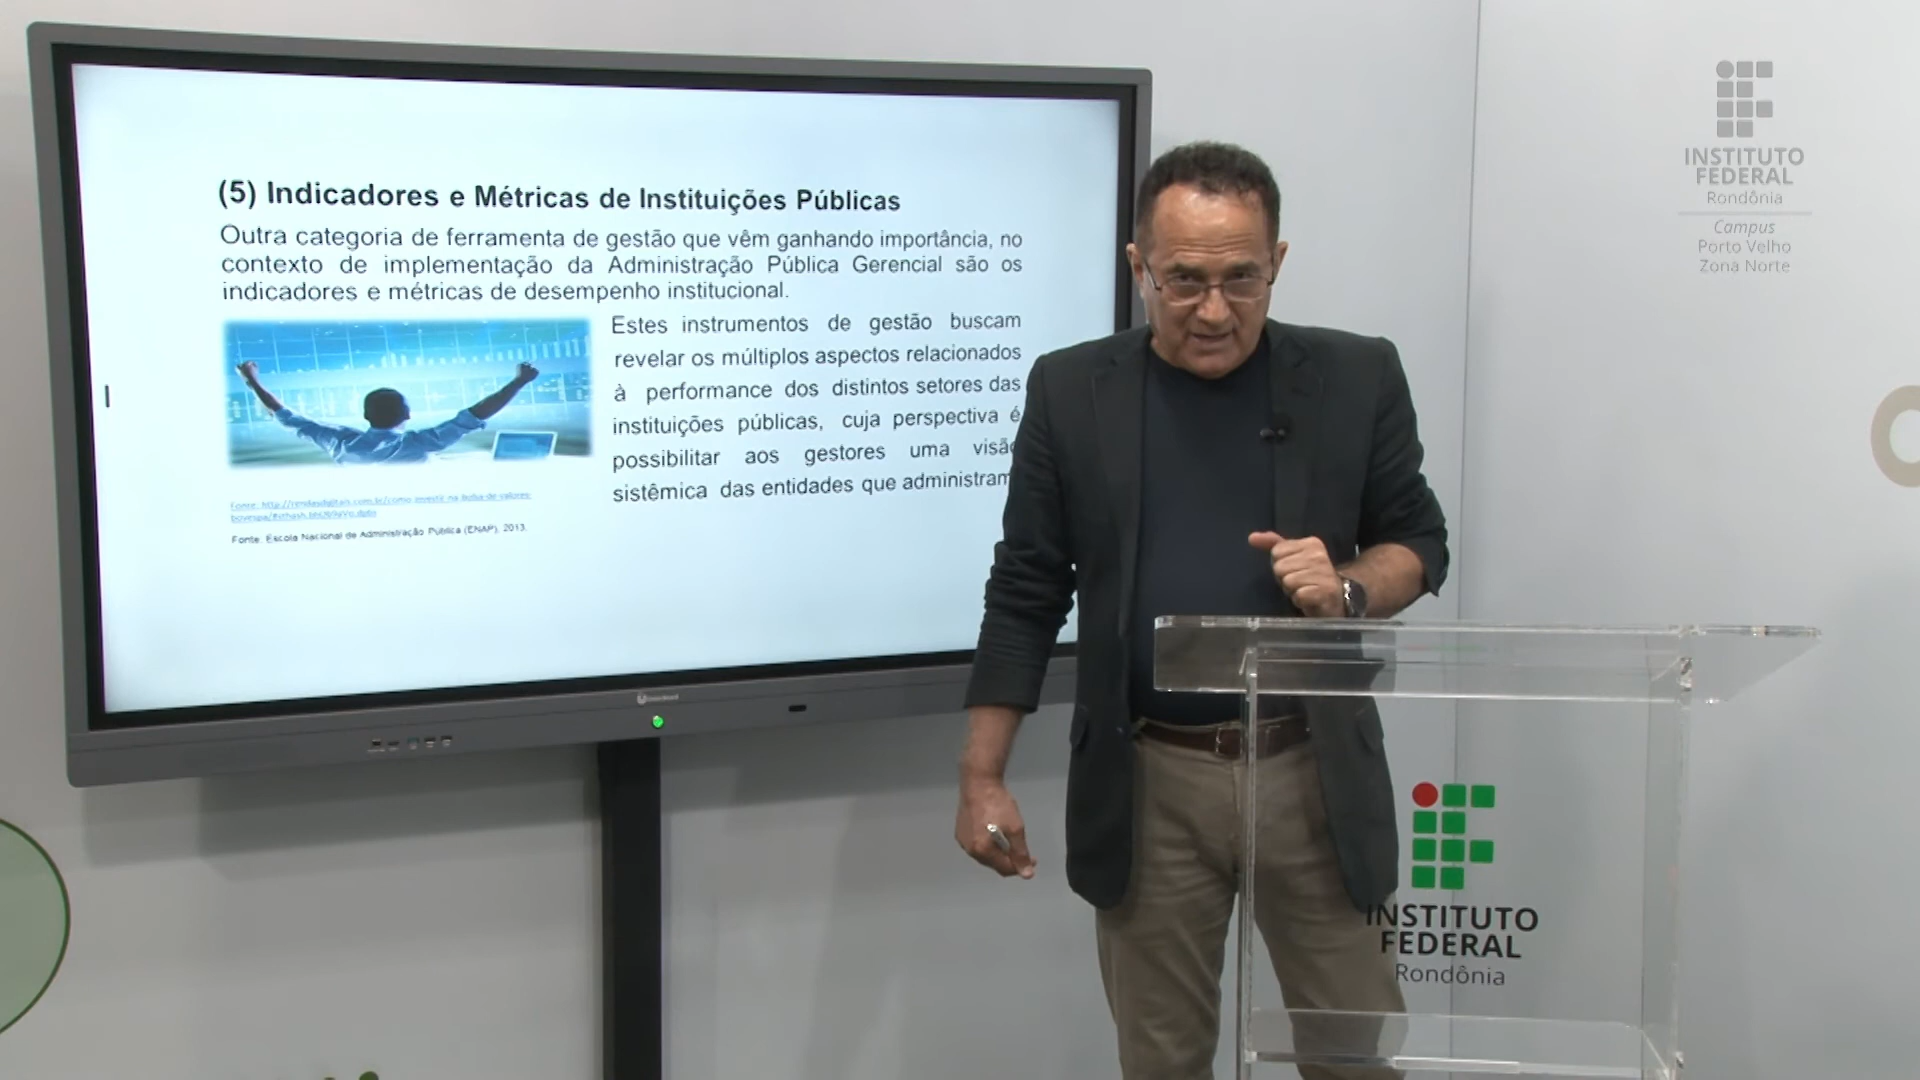 (5) Indicadores e Métricas de Instituições Públicas
Outra categoria de ferramenta de gestão que vêm ganhando importância, no
contexto de implementação da Administração Pública Gerencial são os
indicadores e métricas de desempenho institucional.
Estes instrumentos de gestão buscam
revelar os múltiplos aspectos relacionados
à performance dos distintos setores das
instituições públicas, cuja perspectiva é
possibilitar aos gestores uma visão
sistêmica das entidades que administram
Fonte: Escola Nacional de Administração Pública (ENAP), 2013.
INSTITUTO
FEDERAL
Rondônia
Campus
Porto Velho
Zona Norte
INSTITUTO
FEDERAL
Rondônia